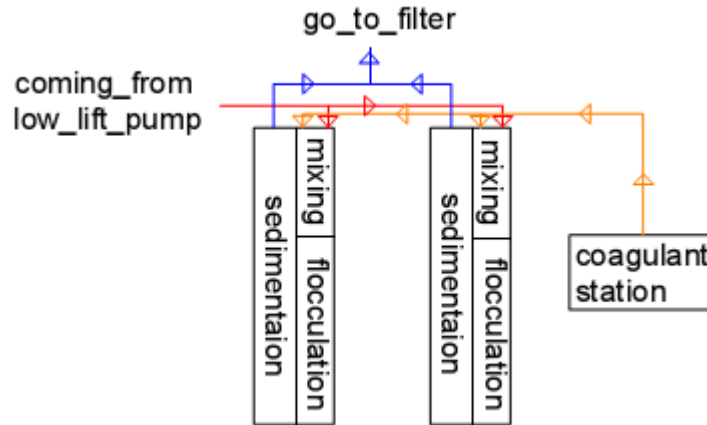 go_to_filter
coming_from
low_lift_pump
sedimentaion
mixing
flocculation
sedimentaion
mixing
flocculation
coagulant
station